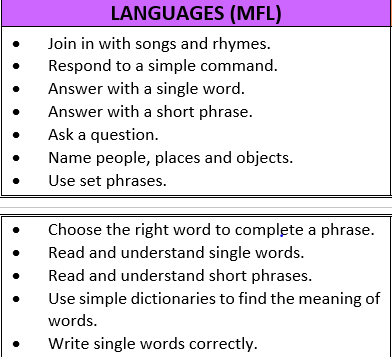 LANGUAGES (MFL)
• Join in with songs and rhymes.
• Respond to a simple command.
• Answer with a single word.
• Answer with a short phrase.
• Ask a question.
• Name people, places and objects.
• Use set phrases.
• Choose the right word to complete a phrase.
• Read and understand single words.
• Read and understand short phrases.
• Use simple dictionaries to find the meaning of
words.
• Write single words correctly.